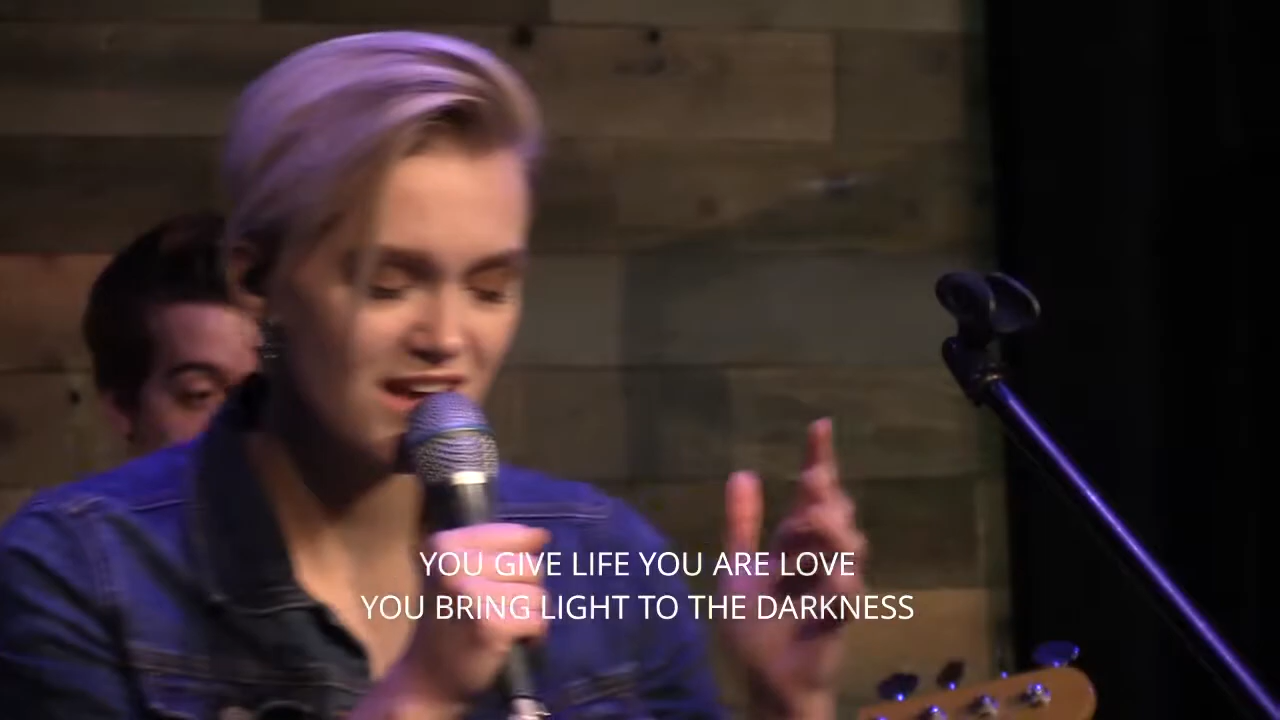 YOU GIVE LIFE YOU ARE LOVE
YOU BRING LIGHT TO THE DARKNESS